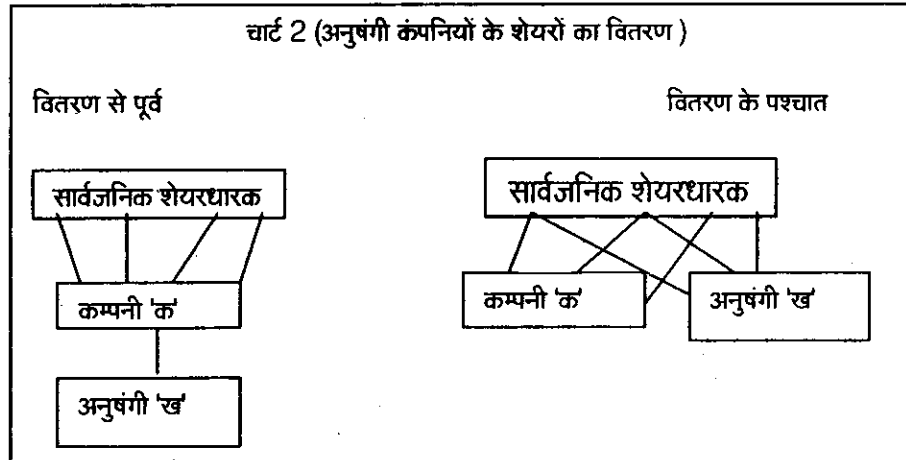 चार्ट 2 (अनुषंगी कंपनियों के शेयरों का वितरण )
वितरण से पूर्व
वितरण के पश्चात
सार्वजनिक शेयरधारक
सार्वजनिक शेयरधारक
कम्पनी 'क'
कम्पनी 'क'
अनुषंगी 'ख'
अनुषंगी 'ख'